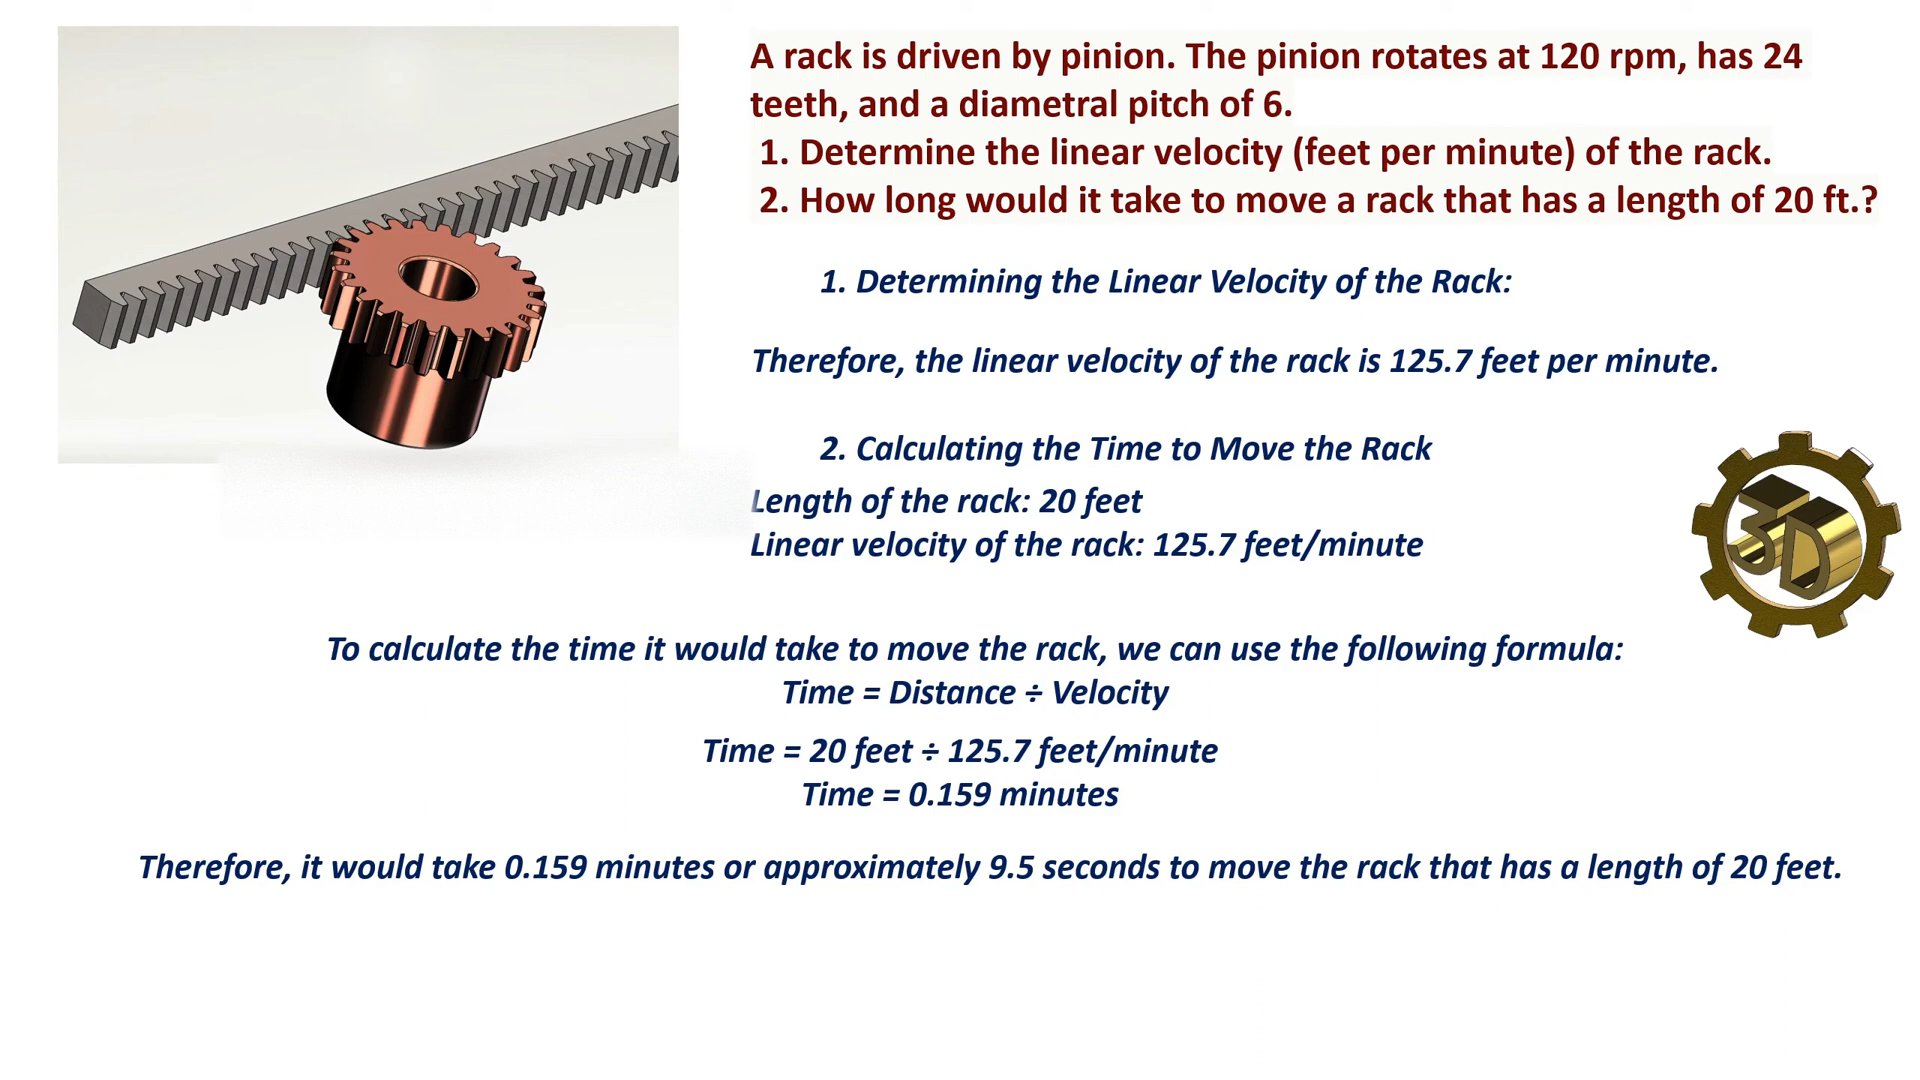 A rack is driven by pinion. The pinion rotates at 120 rpm, has 24
teeth, and a diametral pitch of 6.
1. Determine the linear velocity (feet per minute) of the rack.
2. How long would it take to move a rack that has a length of 20 ft.?
1. Determining the Linear Velocity of the Rack:
Therefore, the linear velocity of the rack is 125.7 feet per minute.
2. Calculating the Time to Move the Rack
Length of the rack: 20 feet
Linear velocity of the rack: 125.7 feet/minute
3D
To calculate the time it would take to move the rack, we can use the following formula:
Time = Distance ÷ Velocity
Time = 20 feet ÷ 125.7 feet/minute
Time = 0.159 minutes
Therefore, it would take 0.159 minutes or approximately 9.5 seconds to move the rack that has a length of 20 feet.